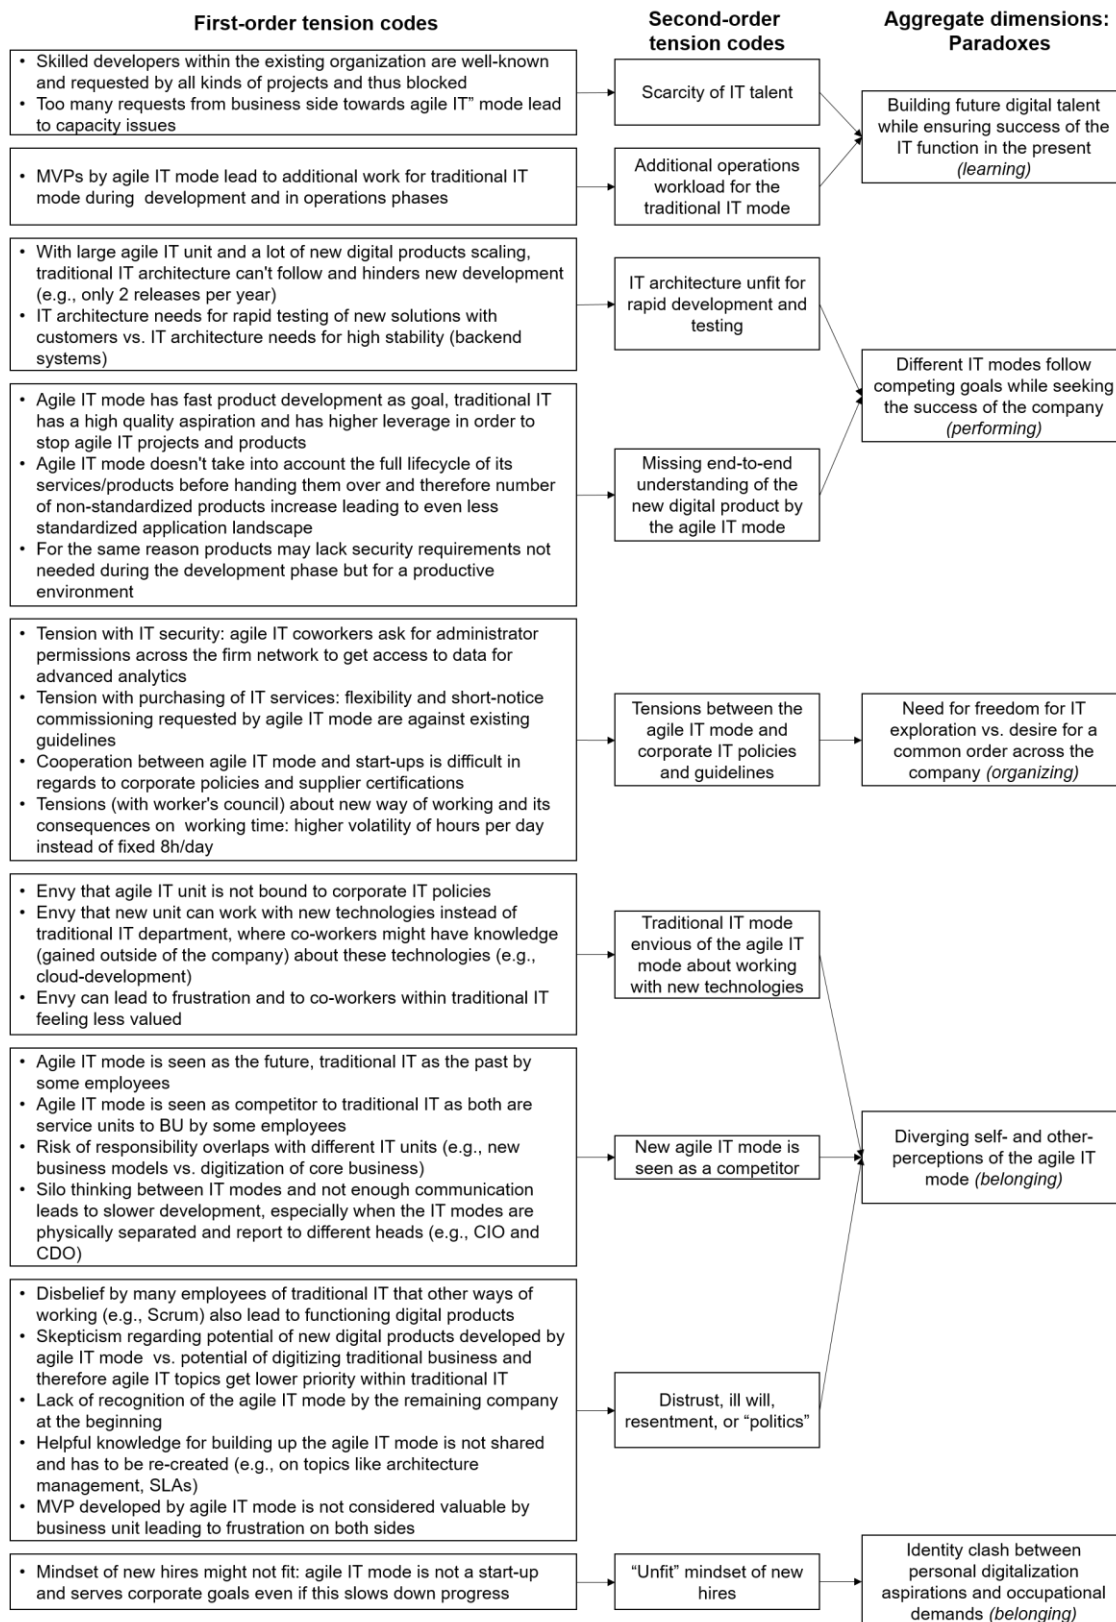 First-order tension codes
Second-order
tension codes
Aggregate dimensions:
Paradoxes
• Skilled developers within the existing organization are well-known
and requested by all kinds of projects and thus blocked
• Too many requests from business side towards agile IT” mode lead
to capacity issues
Scarcity of IT talent
Building future digital talent
while ensuring success of the
IT function in the present
(learning)
• MVPs by agile IT mode lead to additional work for traditional IT
mode during development and in operations phases
Additional operations
workload for the
traditional IT mode
• With large agile IT unit and a lot of new digital products scaling,
traditional IT architecture can't follow and hinders new development
(e.g., only 2 releases per year)
• IT architecture needs for rapid testing of new solutions with
customers vs. IT architecture needs for high stability (backend
systems)
IT architecture unfit for
rapid development and
testing
Different IT modes follow
competing goals while seeking
the success of the company
(performing)
• Agile IT mode has fast product development as goal, traditional IT
has a high quality aspiration and has higher leverage in order to
stop agile IT projects and products
• Agile IT mode doesn't take into account the full lifecycle of its
services/products before handing them over and therefore number
of non-standardized products increase leading to even less
standardized application landscape
• For the same reason products may lack security requirements not
needed during the development phase but for a productive
environment
Missing end-to-end
understanding of the
new digital product by
the agile IT mode
• Tension with IT security: agile IT coworkers ask for administrator
permissions across the firm network to get access to data for
advanced analytics
• Tension with purchasing of IT services: flexibility and short-notice
commissioning requested by agile IT mode are against existing
guidelines
• Cooperation between agile IT mode and start-ups is difficult in
regards to corporate policies and supplier certifications
• Tensions (with worker's council) about new way of working and its
consequences on working time: higher volatility of hours per day
instead of fixed 8h/day
Tensions between the
agile IT mode and
corporate IT policies
and guidelines
Need for freedom for IT
exploration vs. desire for a
common order across the
company (organizing)
• Envy that agile IT unit is not bound to corporate IT policies
• Envy that new unit can work with new technologies instead of
traditional IT department, where co-workers might have knowledge
(gained outside of the company) about these technologies (e.g.,
cloud-development)
• Envy can lead to frustration and to co-workers within traditional IT
feeling less valued
Traditional IT mode
envious of the agile IT
mode about working
with new technologies
• Agile IT mode is seen as the future, traditional IT as the past by
some employees
• Agile IT mode is seen as competitor to traditional IT as both are
service units to BU by some employees
• Risk of responsibility overlaps with different IT units (e.g., new
business models vs. digitization of core business)
• Silo thinking between IT modes and not enough communication
leads to slower development, especially when the IT modes are
physically separated and report to different heads (e.g., CIO and
CDO)
New agile IT mode is
seen as a competitor
Diverging self- and other-
perceptions of the agile IT
mode (belonging)
• Disbelief by many employees of traditional IT that other ways of
working (e.g., Scrum) also lead to functioning digital products
• Skepticism regarding potential of new digital products developed by
agile IT mode vs. potential of digitizing traditional business and
therefore agile IT topics get lower priority within traditional IT
• Lack of recognition of the agile IT mode by the remaining company
at the beginning
• Helpful knowledge for building up the agile IT mode is not shared
and has to be re-created (e.g., on topics like architecture
management, SLAs)
• MVP developed by agile IT mode is not considered valuable by
business unit leading to frustration on both sides
Distrust, ill will,
resentment, or “politics”
• Mindset of new hires might not fit: agile IT mode is not a start-up
and serves corporate goals even if this slows down progress
“Unfit” mindset of new
hires
Identity clash between
personal digitalization
aspirations and occupational
demands (belonging)